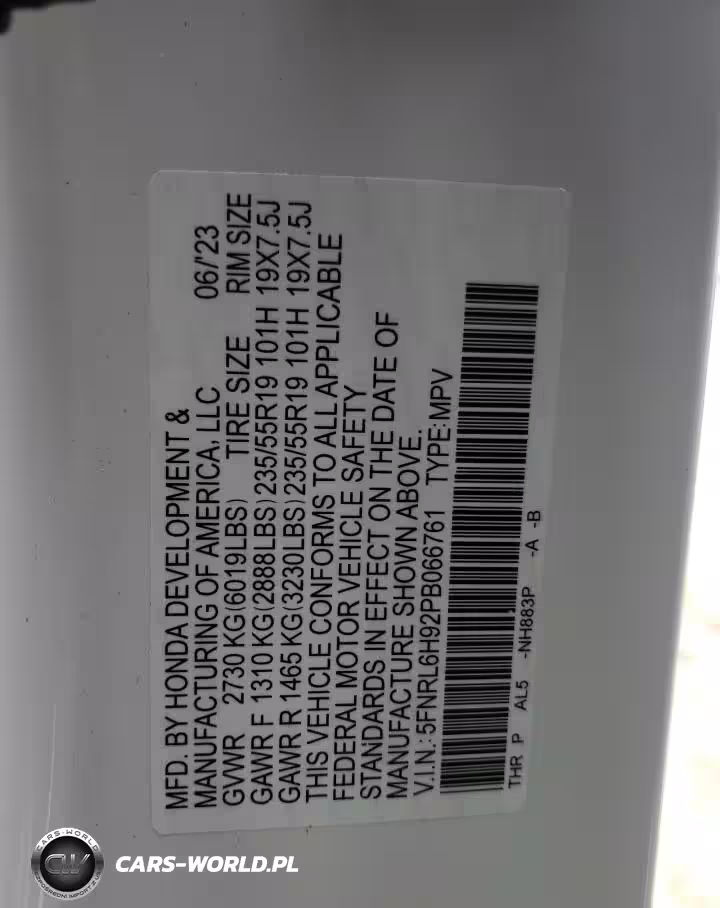 MFD. BY HONDA DEVELOPMENT &
MANUFACTURING OF AMERICA, LLC 06/'23
GVWR 2730 KG(6019LBS) TIRE SIZE RIM SIZE
GAWR F 1310 KG(2888LBS) 235/55R19 101H 19X7.5J
GAWR R 1465 KG(3230LBS) 235/55R19 101H 19X7.5J
THIS VEHICLE CONFORMS TO ALL APPLICABLE
FEDERAL MOTOR VEHICLE SAFETY
STANDARDS IN EFFECT ON THE DATE OF
MANUFACTURE SHOWN ABOVE.
V.I.N.: 5FNRL6H92PB066761 TYPE:MPV
THR P AL5 -NH883P -A -B
CARS-WORLD
CW
CARS-WORLD.PL